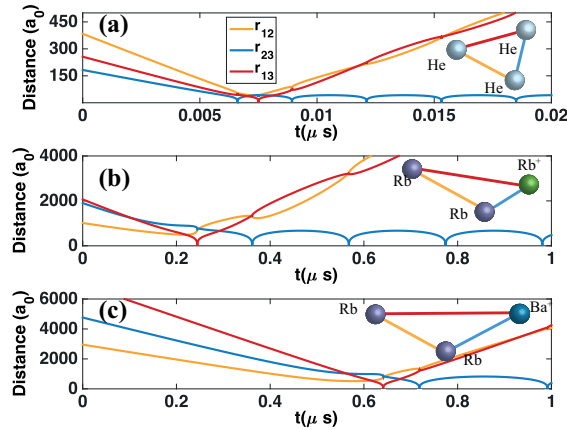 (a)
r12
r23
r13
He
He
He
Distance (a0)
450
300
150
0
0.005
0.01
0.015
0.02
t(μ s)
(b)
Rb
Rb+
Rb
Distance (a0)
4000
2000
0
0
0.2
0.4
0.6
0.8
1
t(μ s)
(c)
Rb
Ba+
Rb
Distance (a0)
6000
4000
2000
0
0
0.2
0.4
0.6
0.8
1
t(μ s)